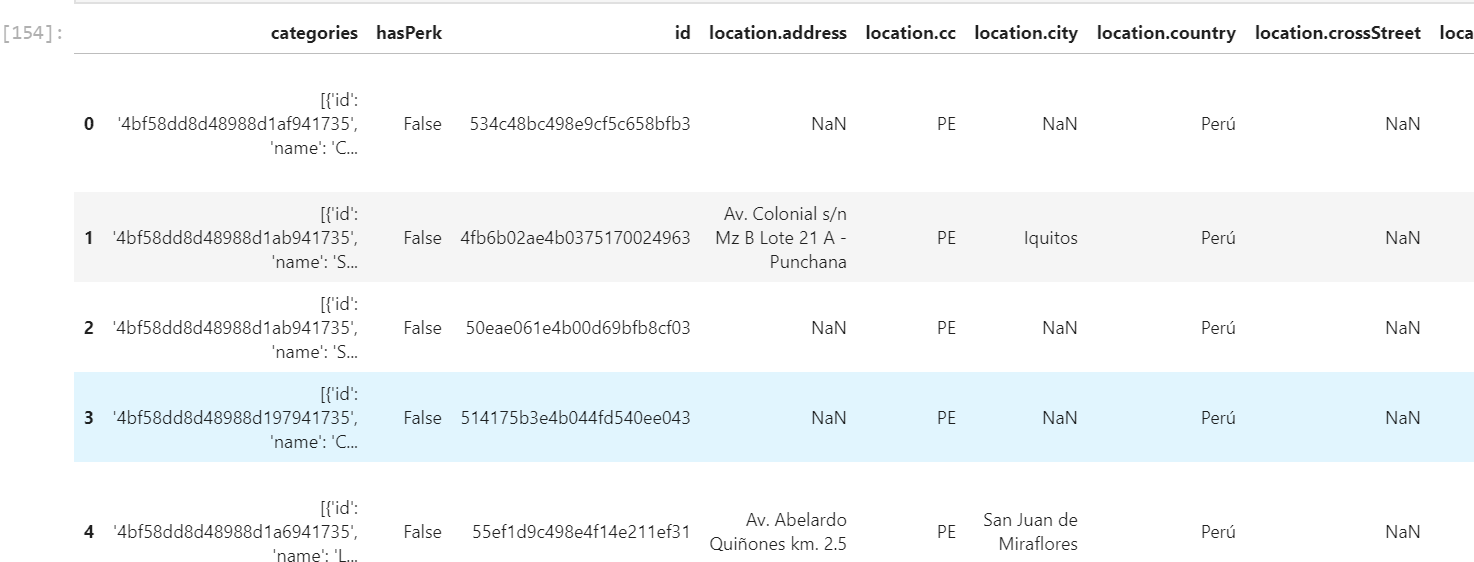 [154]: categories hasPerk id location.address location.cc location.city location.country location.crossStreet loca
[{'id':
0 '4bf58dd8d48988d1af941735', False 534c48bc498e9cf5c658bfb3 NaN PE NaN Perú NaN
'name': 'C...
[{'id': Av. Colonial s/n
1 '4bf58dd8d48988d1ab941735', False 4fb6b02ae4b0375170024963 Mz B Lote 21 A - PE Iquitos Perú NaN
'name': 'S... Punchana
[{'id':
2 '4bf58dd8d48988d1ab941735', False 50eae061e4b00d69bfb8cf03 NaN PE NaN Perú NaN
'name': 'S...
[{'id':
3 '4bf58dd8d48988d197941735', False 514175b3e4b044fd540ee043 NaN PE NaN Perú NaN
'name': 'C...
[{'id': Av. Abelardo San Juan de
4 '4bf58dd8d48988d1a6941735', False 55ef1d9c498e4f14e211ef31 Quiñones km. 2.5 PE Miraflores Perú NaN
'name': 'L...